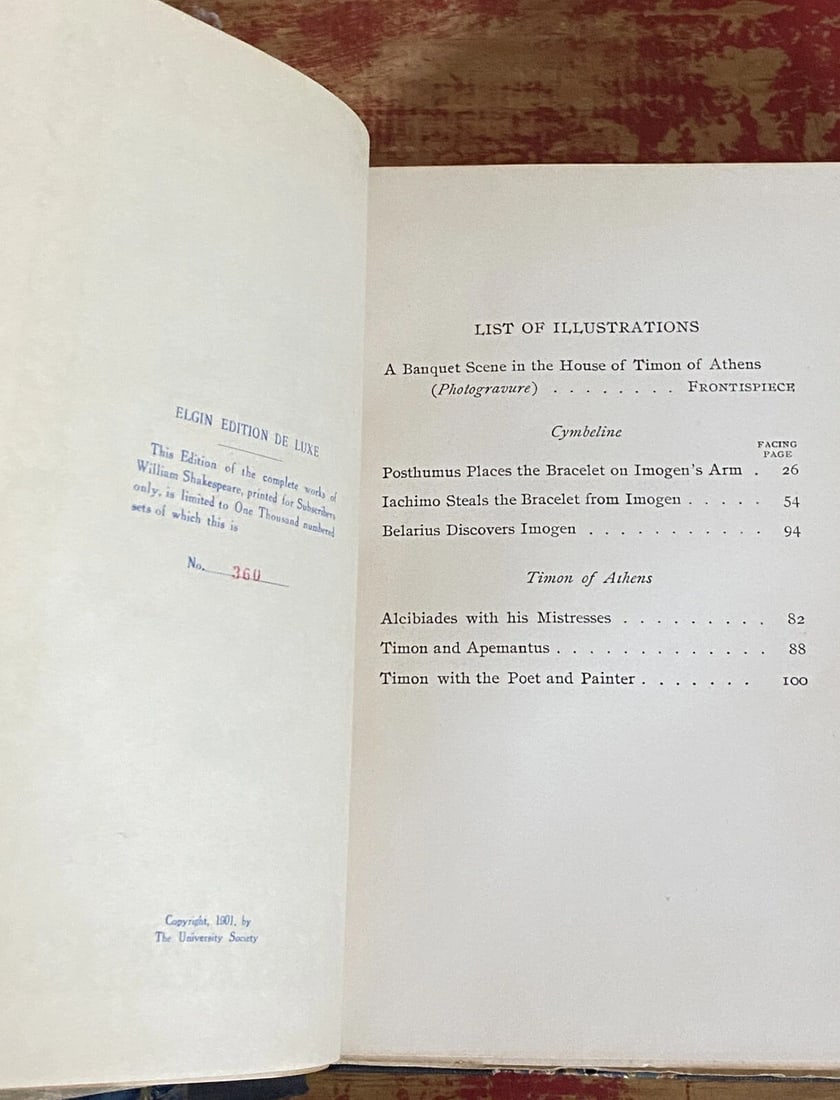 ELGIN EDITION DE LUXE
This Edition of the complete works of
William Shakespeare, printed for Subscribers
only, is limited to One Thousand numbered
sets of which this is
No. 360
Copyright, 1901, by
The University Society
LIST OF ILLUSTRATIONS
A Banquet Scene in the House of Timon of Athens
(Photogravure) . . . . . . . . FRONTISPIECE
Cymbeline
FACING
PAGE
Posthumus Places the Bracelet on Imogen's Arm . 26
Iachimo Steals the Bracelet from Imogen . . . . . 54
Belarius Discovers Imogen . . . . . . . . . . . 94
Timon of Athens
Alcibiades with his Mistresses . . . . . . . . . 82
Timon and Apemantus . . . . . . . . . . . . . 88
Timon with the Poet and Painter . . . . . . . 100